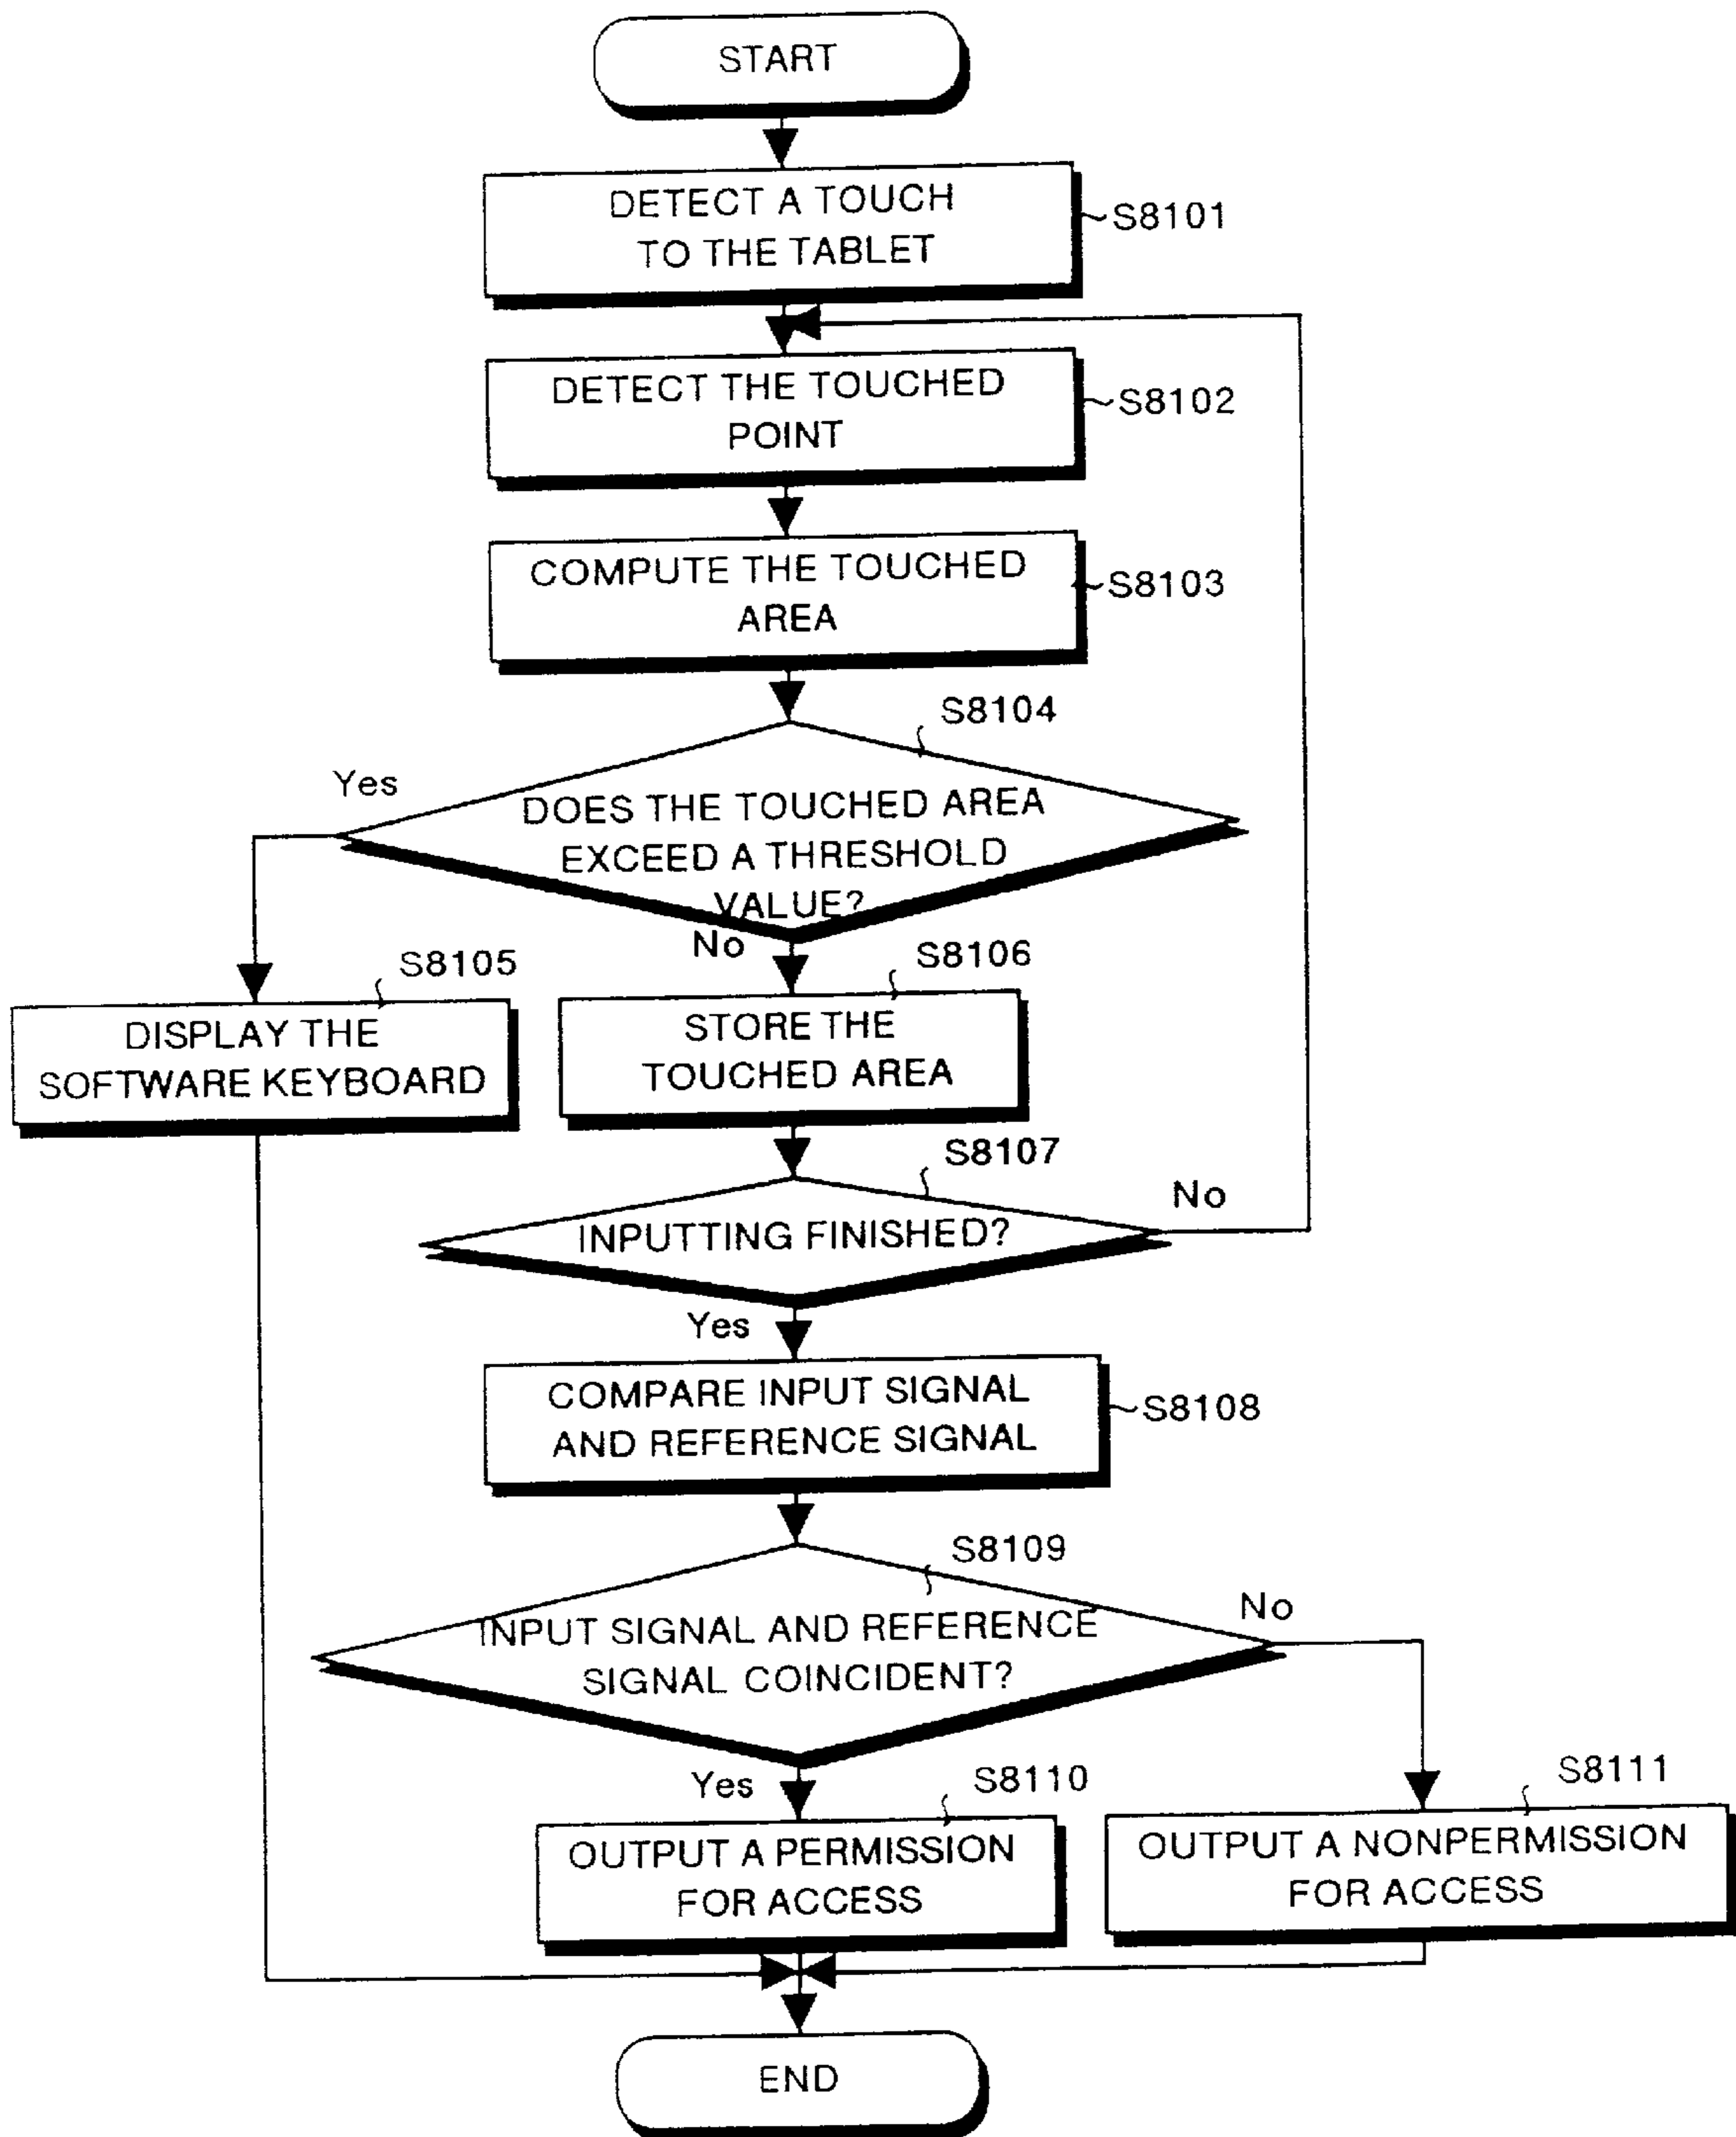 START
DETECT A TOUCH
TO THE TABLET
S8101
DETECT THE TOUCHED
POINT
S8102
COMPUTE THE TOUCHED
AREA
S8103
S8104
Yes
DOES THE TOUCHED AREA
EXCEED A THRESHOLD
VALUE?
No
S8105
DISPLAY THE
SOFTWARE KEYBOARD
S8106
STORE THE
TOUCHED AREA
S8107
INPUTTING FINISHED?
No
Yes
COMPARE INPUT SIGNAL
AND REFERENCE SIGNAL
S8108
S8109
INPUT SIGNAL AND REFERENCE
SIGNAL COINCIDENT?
No
Yes
S8110
OUTPUT A PERMISSION
FOR ACCESS
S8111
OUTPUT A NONPERMISSION
FOR ACCESS
END